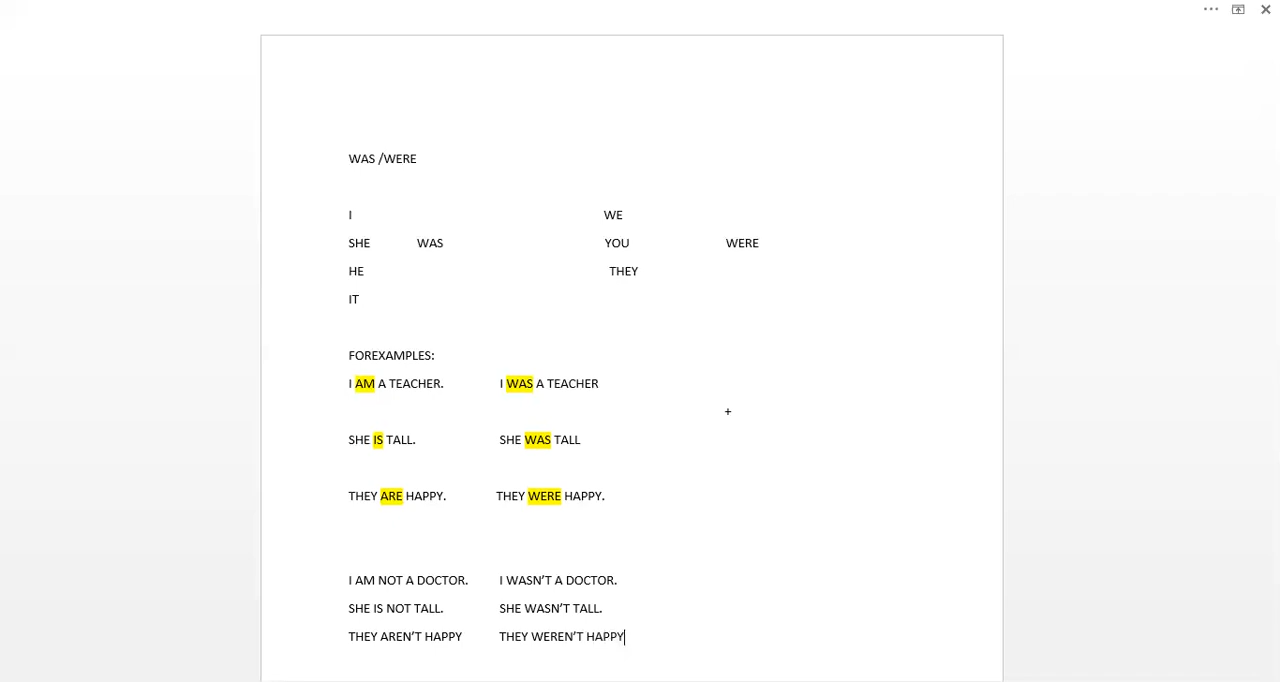 WAS /WERE
I WE
SHE WAS YOU WERE
HE THEY
IT
FOREXAMPLES:
I AM A TEACHER. I WAS A TEACHER
+
SHE IS TALL. SHE WAS TALL
THEY ARE HAPPY. THEY WERE HAPPY.
I AM NOT A DOCTOR. I WASN’T A DOCTOR.
SHE IS NOT TALL. SHE WASN’T TALL.
THEY AREN’T HAPPY THEY WEREN’T HAPPY